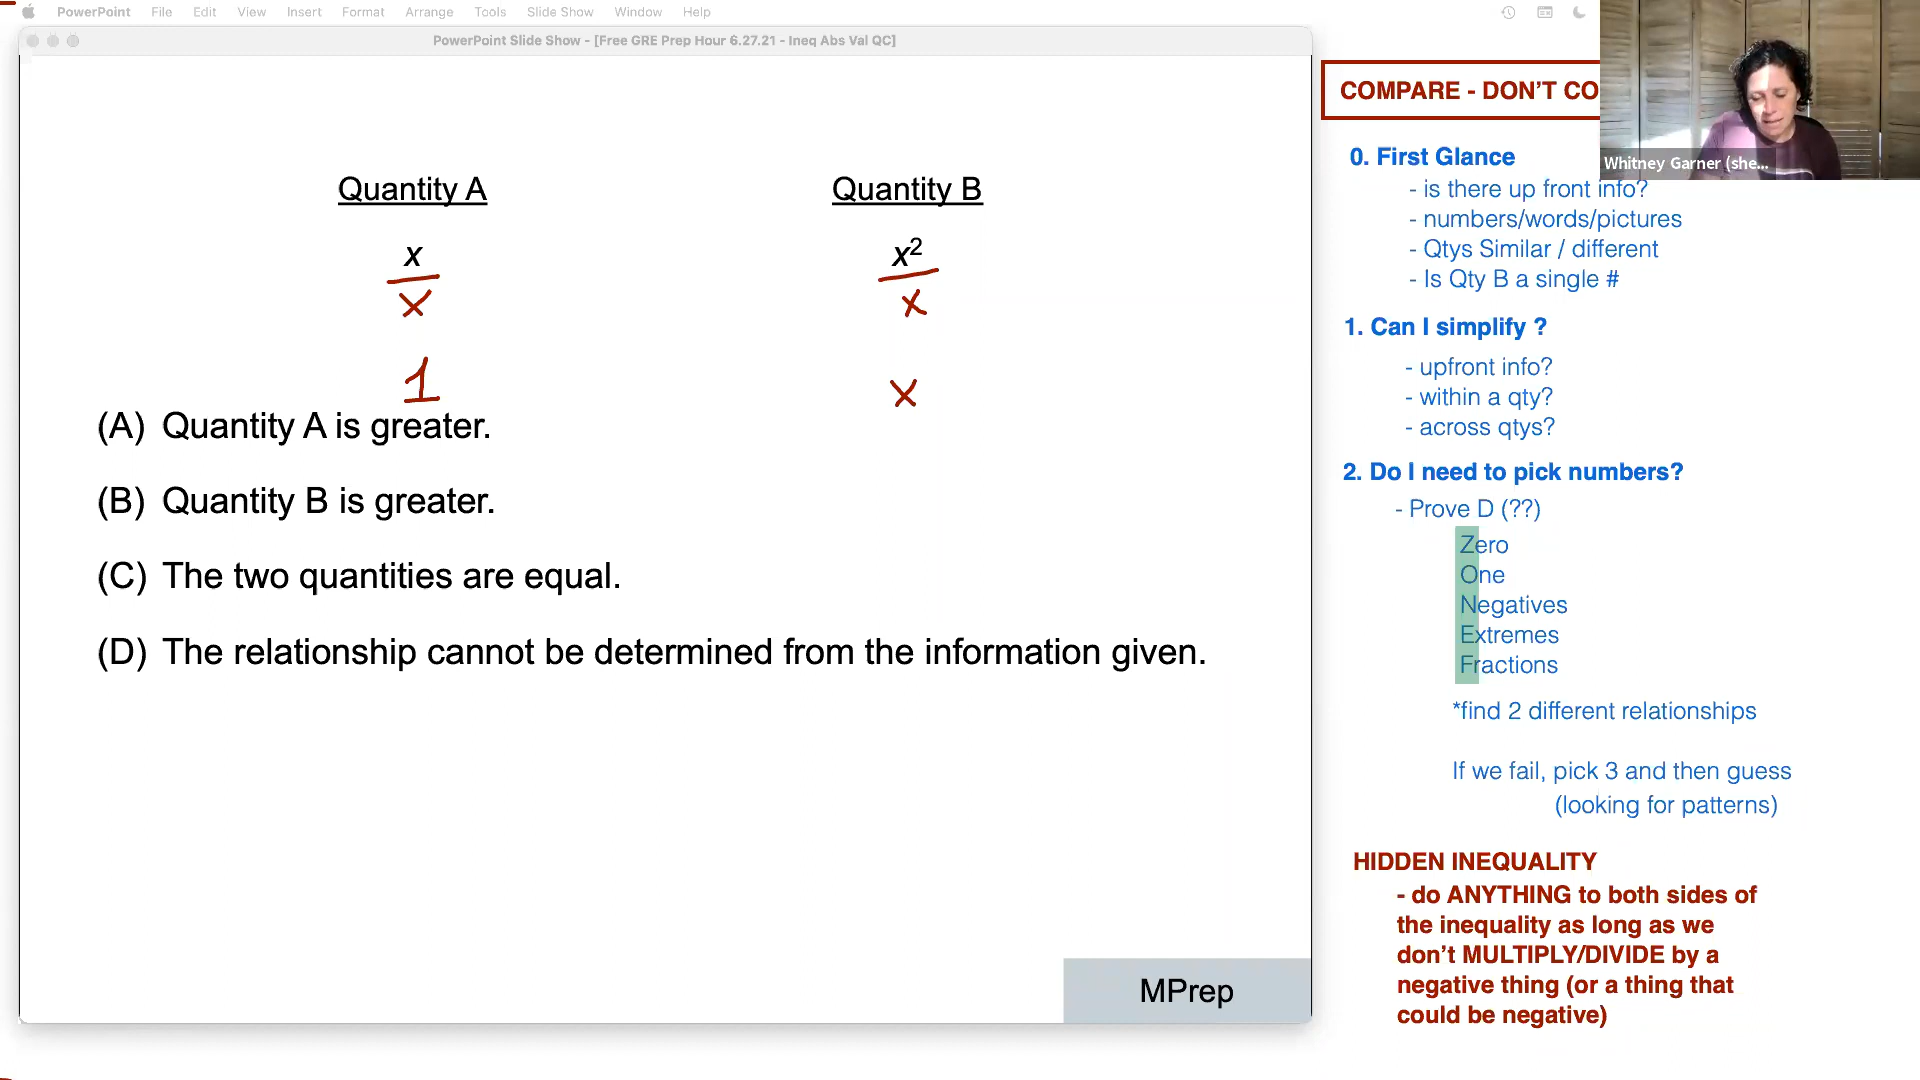 PowerPoint File Edit View Insert Format Arrange Tools Slide Show Window Help
PowerPoint Slide Show - [Free GRE Prep Hour 6.27.21 - Ineq Abs Val QC]
Quantity A Quantity B
x x²
x x
1 x
(A) Quantity A is greater.
(B) Quantity B is greater.
(C) The two quantities are equal.
(D) The relationship cannot be determined from the information given.
MPrep
COMPARE - DON'T CO
Whitney Garner (she...
0. First Glance
- is there up front info?
- numbers/words/pictures
- Qtys Similar / different
- Is Qty B a single #
1. Can I simplify ?
- upfront info?
- within a qty?
- across qtys?
2. Do I need to pick numbers?
- Prove D (??)
Zero
One
Negatives
Extremes
Fractions
*find 2 different relationships
If we fail, pick 3 and then guess
(looking for patterns)
HIDDEN INEQUALITY
- do ANYTHING to both sides of
the inequality as long as we
don't MULTIPLY/DIVIDE by a
negative thing (or a thing that
could be negative)